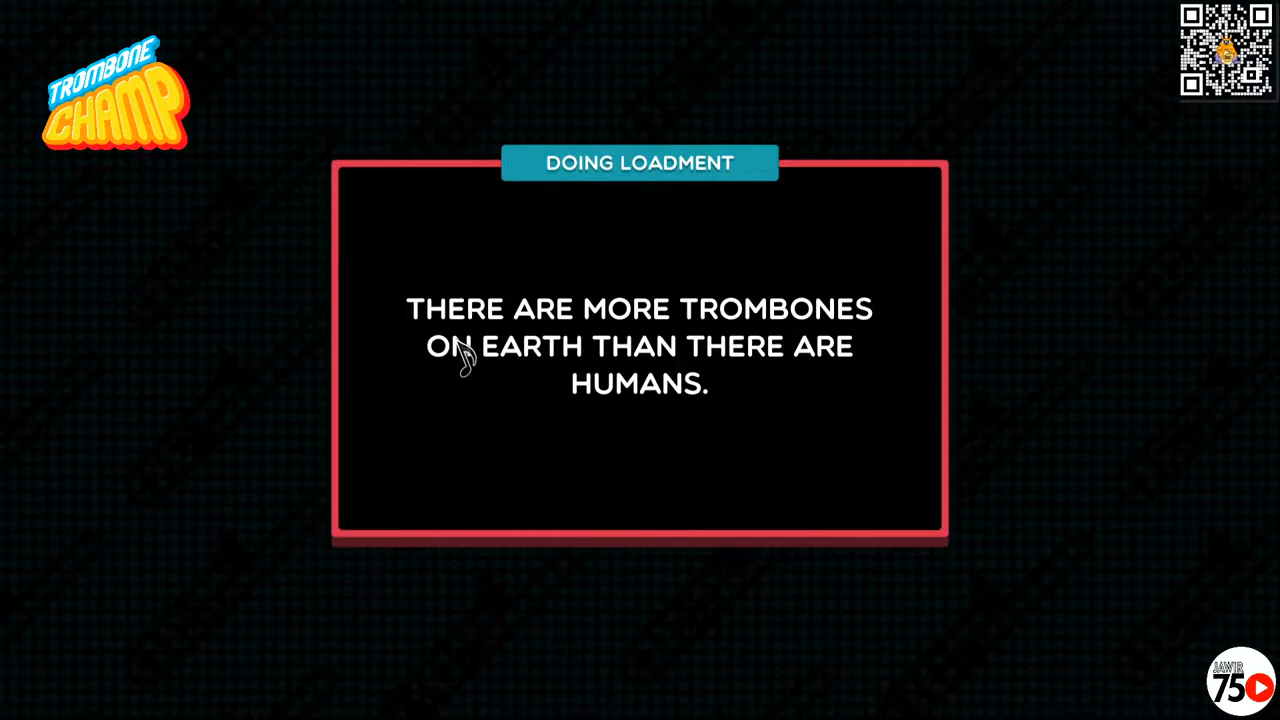 TROMBONE
CHAMP
DOING LOADMENT
THERE ARE MORE TROMBONES
ON EARTH THAN THERE ARE
HUMANS.
JAWIR
75